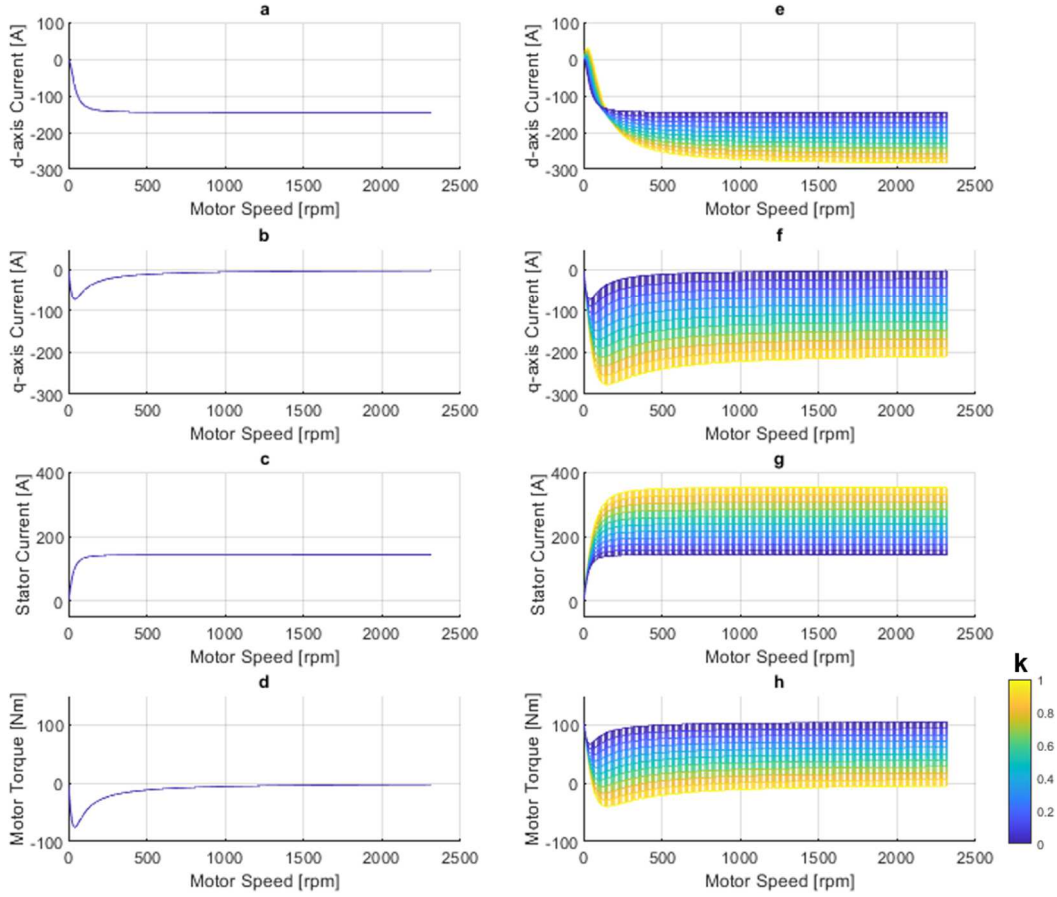 a
100
0
-100
-200
-300
d-axis Current [A]
0 500 1000 1500 2000 2500
Motor Speed [rpm]
e
100
0
-100
-200
-300
d-axis Current [A]
0 500 1000 1500 2000 2500
Motor Speed [rpm]
b
0
-100
-200
-300
q-axis Current [A]
0 500 1000 1500 2000 2500
Motor Speed [rpm]
f
0
-100
-200
-300
q-axis Current [A]
0 500 1000 1500 2000 2500
Motor Speed [rpm]
c
400
200
0
Stator Current [A]
0 500 1000 1500 2000 2500
Motor Speed [rpm]
g
400
200
0
Stator Current [A]
0 500 1000 1500 2000 2500
Motor Speed [rpm]
d
100
0
-100
Motor Torque [Nm]
0 500 1000 1500 2000 2500
Motor Speed [rpm]
h
100
0
-100
Motor Torque [Nm]
0 500 1000 1500 2000 2500
Motor Speed [rpm]
k
1
0.8
0.6
0.4
0.2
0